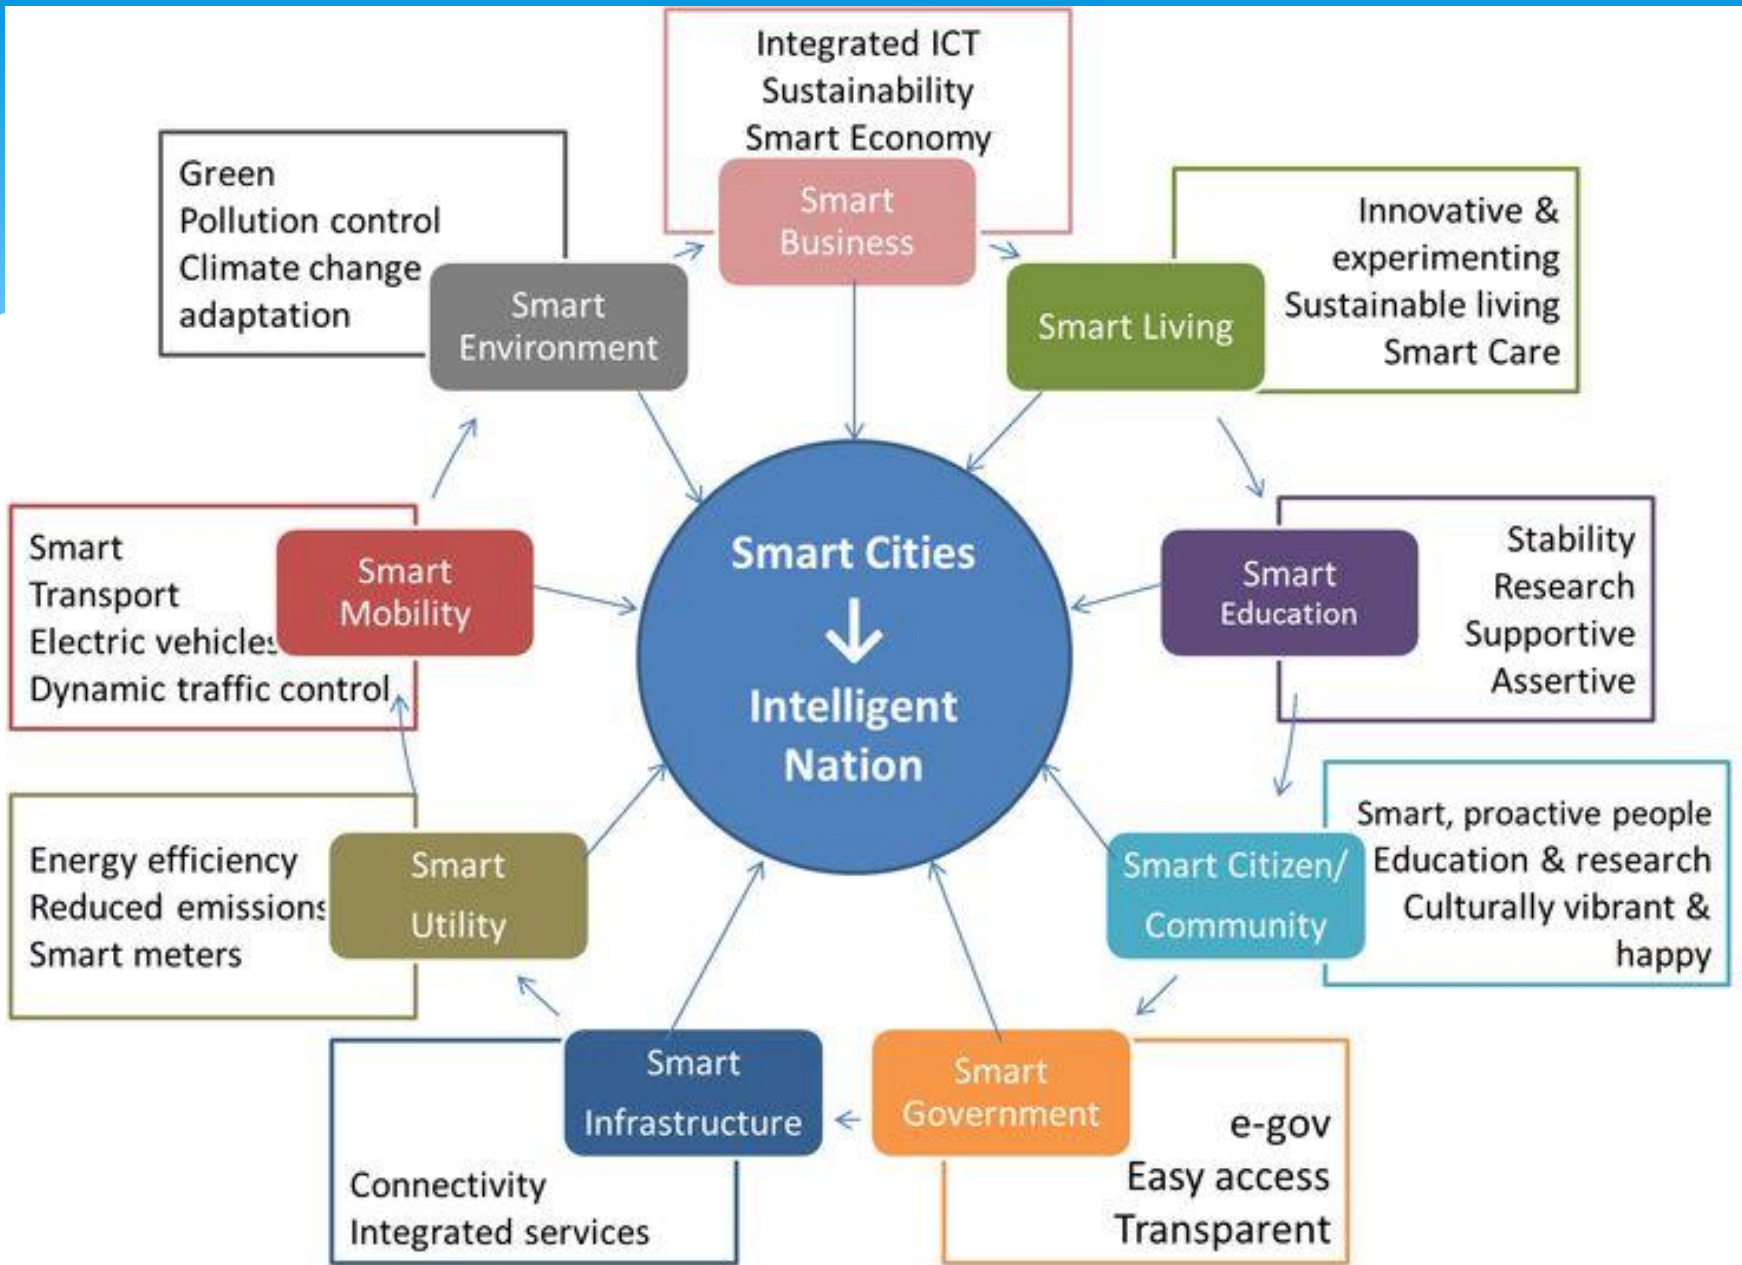 Integrated ICT
Sustainability
Smart Economy
Smart
Business
Innovative &
experimenting
Sustainable living
Smart Care
Smart Living
Stability
Research
Supportive
Assertive
Smart
Education
Smart, proactive people
Education & research
Culturally vibrant &
happy
Smart Citizen/
Community
e-gov
Easy access
Transparent
Smart
Government
Connectivity
Integrated services
Smart
Infrastructure
Energy efficiency
Reduced emissions
Smart meters
Smart
Utility
Smart
Transport
Electric vehicles
Dynamic traffic control
Smart
Mobility
Green
Pollution control
Climate change
adaptation
Smart
Environment
Smart Cities
Intelligent
Nation